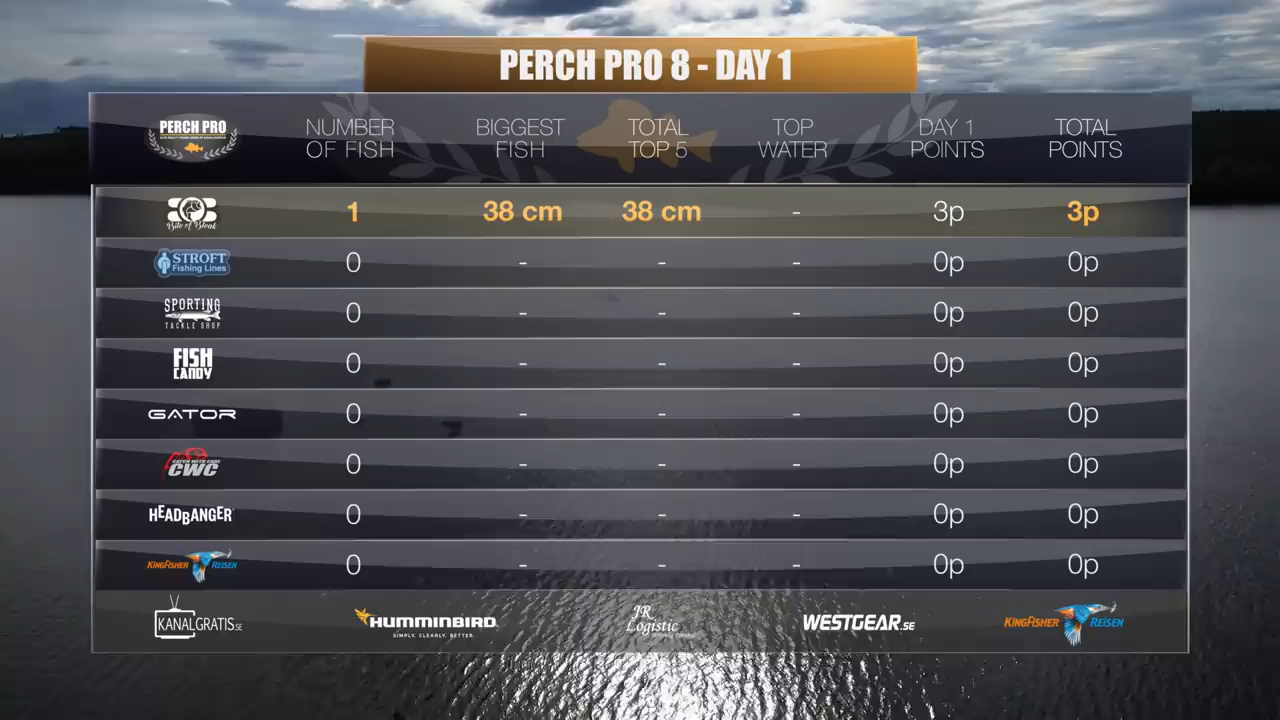 PERCH PRO 8 - DAY 1
PERCH PRO
NUMBER OF FISH
BIGGEST FISH
TOTAL TOP 5
TOP WATER
DAY 1 POINTS
TOTAL POINTS
Bite of Bleak 1 38 cm 38 cm - 3p 3p
STROFT Fishing Lines 0 - - - 0p 0p
SPORTING TACKLE SHOP 0 - - - 0p 0p
FISH CANDY 0 - - - 0p 0p
GATOR 0 - - - 0p 0p
CATCH WITH CARE CWC 0 - - - 0p 0p
HEADBANGER 0 - - - 0p 0p
KINGFISHER REISEN 0 - - - 0p 0p
KANALGRATIS.SE
HUMMINBIRD
SIMPLY. CLEARLY. BETTER.
JR Logistic
WESTGEAR.SE
KINGFISHER REISEN